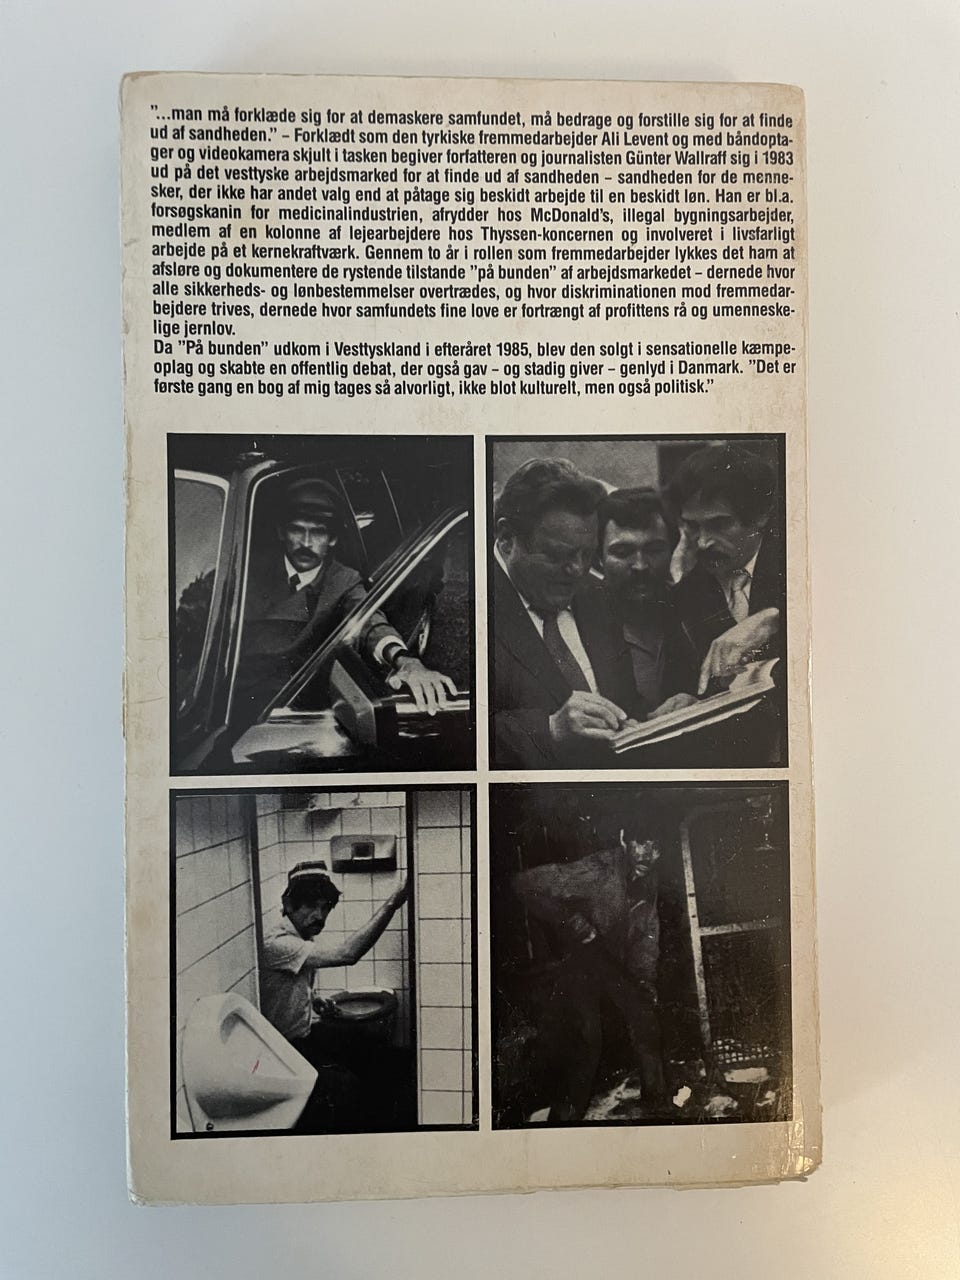 "...man må forklæde sig for at demaskere samfundet, må bedrage og forstille sig for at finde
ud af sandheden." – Forklædt som den tyrkiske fremmedarbejder Ali Levent og med båndopta-
ger og videokamera skjult i tasken begiver forfatteren og journalisten Günter Wallraff sig i 1983
ud på det vesttyske arbejdsmarked for at finde ud af sandheden – sandheden for de menne-
sker, der ikke har andet valg end at påtage sig beskidt arbejde til en beskidt løn. Han er bl.a.
forsøgskanin for medicinalindustrien, afrydder hos McDonald's, illegal bygningsarbejder,
medlem af en kolonne af lejearbejdere hos Thyssen-koncernen og involveret i livsfarligt
arbejde på et kernekraftværk. Gennem to år i rollen som fremmedarbejder lykkes det ham at
afsløre og dokumentere de rystende tilstande "på bunden" af arbejdsmarkedet – dernede hvor
alle sikkerheds- og lønbestemmelser overtrædes, og hvor diskriminationen mod fremmedar-
bejdere trives, dernede hvor samfundets fine love er fortrængt af profittens rå og umenneske-
lige jernlov.
Da "På bunden" udkom i Vesttyskland i efteråret 1985, blev den solgt i sensationelle kæmpe-
oplag og skabte en offentlig debat, der også gav – og stadig giver – genlyd i Danmark. "Det er
første gang en bog af mig tages så alvorligt, ikke blot kulturelt, men også politisk."